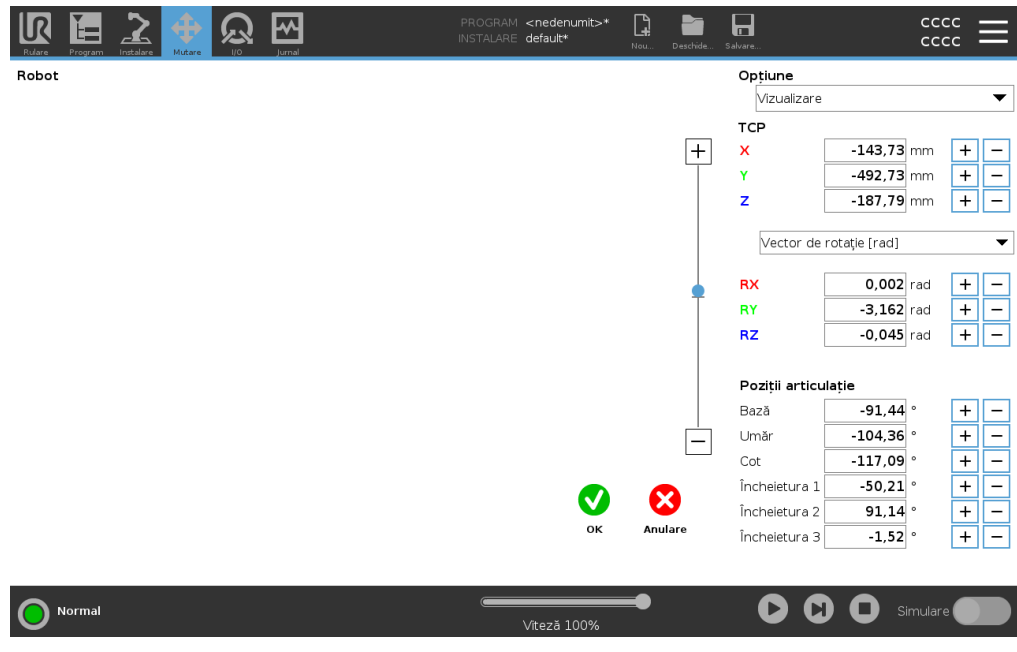 Rulare Program Instalare Mutare I/O Jurnal
PROGRAM <nedenumit>*
INSTALARE default*
Nou... Deschide... Salvare...
CCCC
CCCC
Robot
Opțiune
Vizualizare
TCP
X -143,73 mm + −
Y -492,73 mm + −
Z -187,79 mm + −
Vector de rotație [rad]
RX 0,002 rad + −
RY -3,162 rad + −
RZ -0,045 rad + −
Poziții articulație
Bază -91,44 ° + −
Umăr -104,36 ° + −
Cot -117,09 ° + −
Încheietura 1 -50,21 ° + −
Încheietura 2 91,14 ° + −
Încheietura 3 -1,52 ° + −
+
−
OK Anulare
Normal
Viteză 100%
Simulare